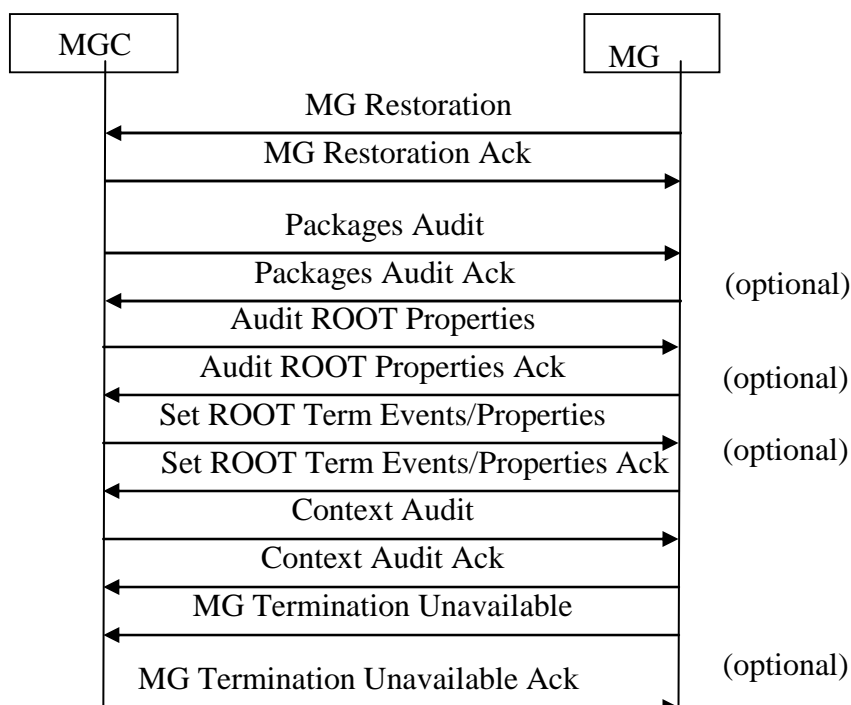 MGC
MG
MG Restoration
MG Restoration Ack
Packages Audit
Packages Audit Ack
(optional)
Audit ROOT Properties
Audit ROOT Properties Ack
(optional)
Set ROOT Term Events/Properties
(optional)
Set ROOT Term Events/Properties Ack
Context Audit
Context Audit Ack
MG Termination Unavailable
(optional)
MG Termination Unavailable Ack